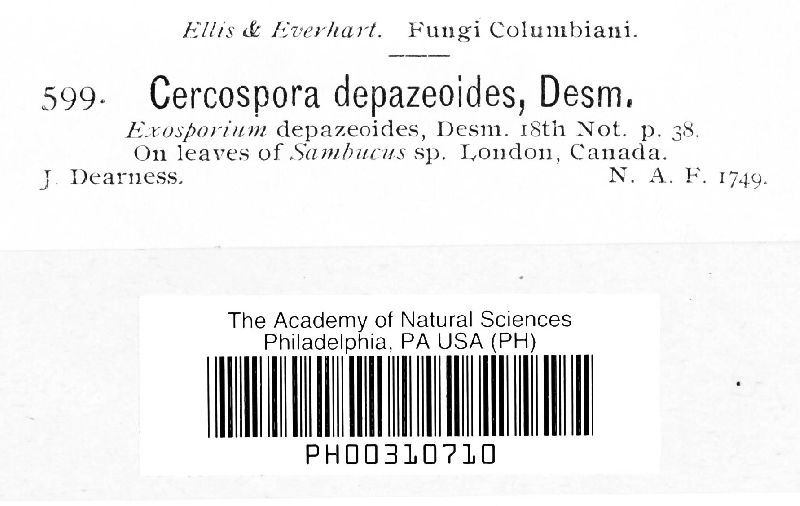 Ellis & Everhart. Fungi Columbiani.
599. Cercospora depazeoides, Desm.
Exosporium depazeoides, Desm. 18th Not. p. 38.
On leaves of Sambucus sp. London, Canada.
J. Dearness. N. A. F. 1749.
The Academy of Natural Sciences
Philadelphia, PA USA (PH)
PH00310710